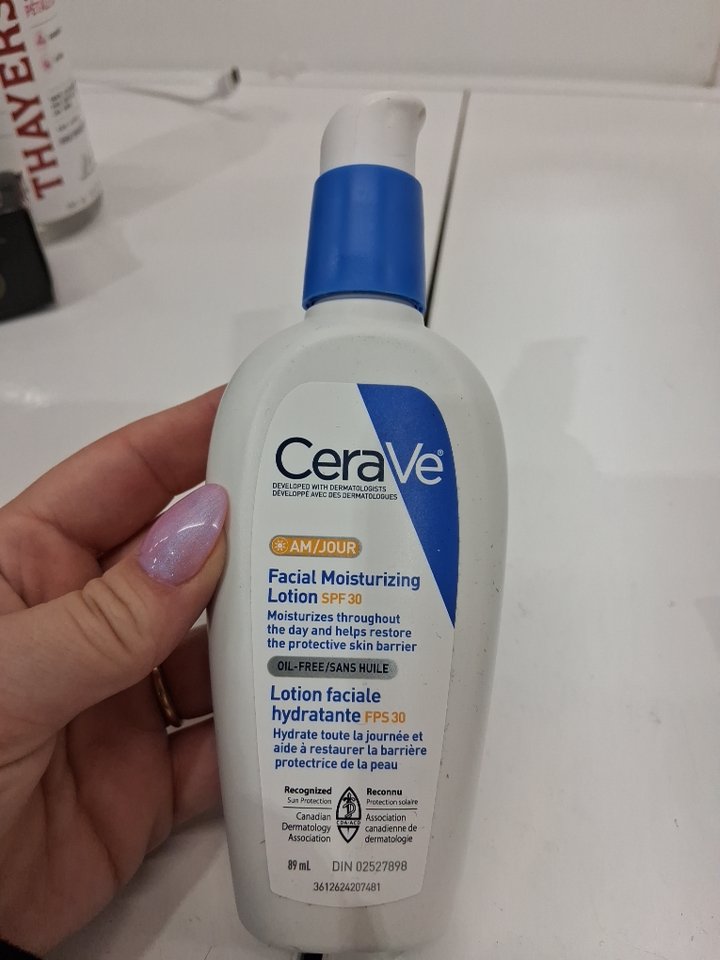 THAYERS
CeraVe®
DEVELOPED WITH DERMATOLOGISTS
DÉVELOPPÉ AVEC DES DERMATOLOGUES
AM/JOUR
Facial Moisturizing
Lotion SPF 30
Moisturizes throughout
the day and helps restore
the protective skin barrier
OIL-FREE/SANS HUILE
Lotion faciale
hydratante FPS 30
Hydrate toute la journée et
aide à restaurer la barrière
protectrice de la peau
Recognized
Sun Protection
Canadian
Dermatology
Association
CDA·ACD
Reconnu
Protection solaire
Association
canadienne de
dermatologie
89 mL DIN 02527898
3612624207481